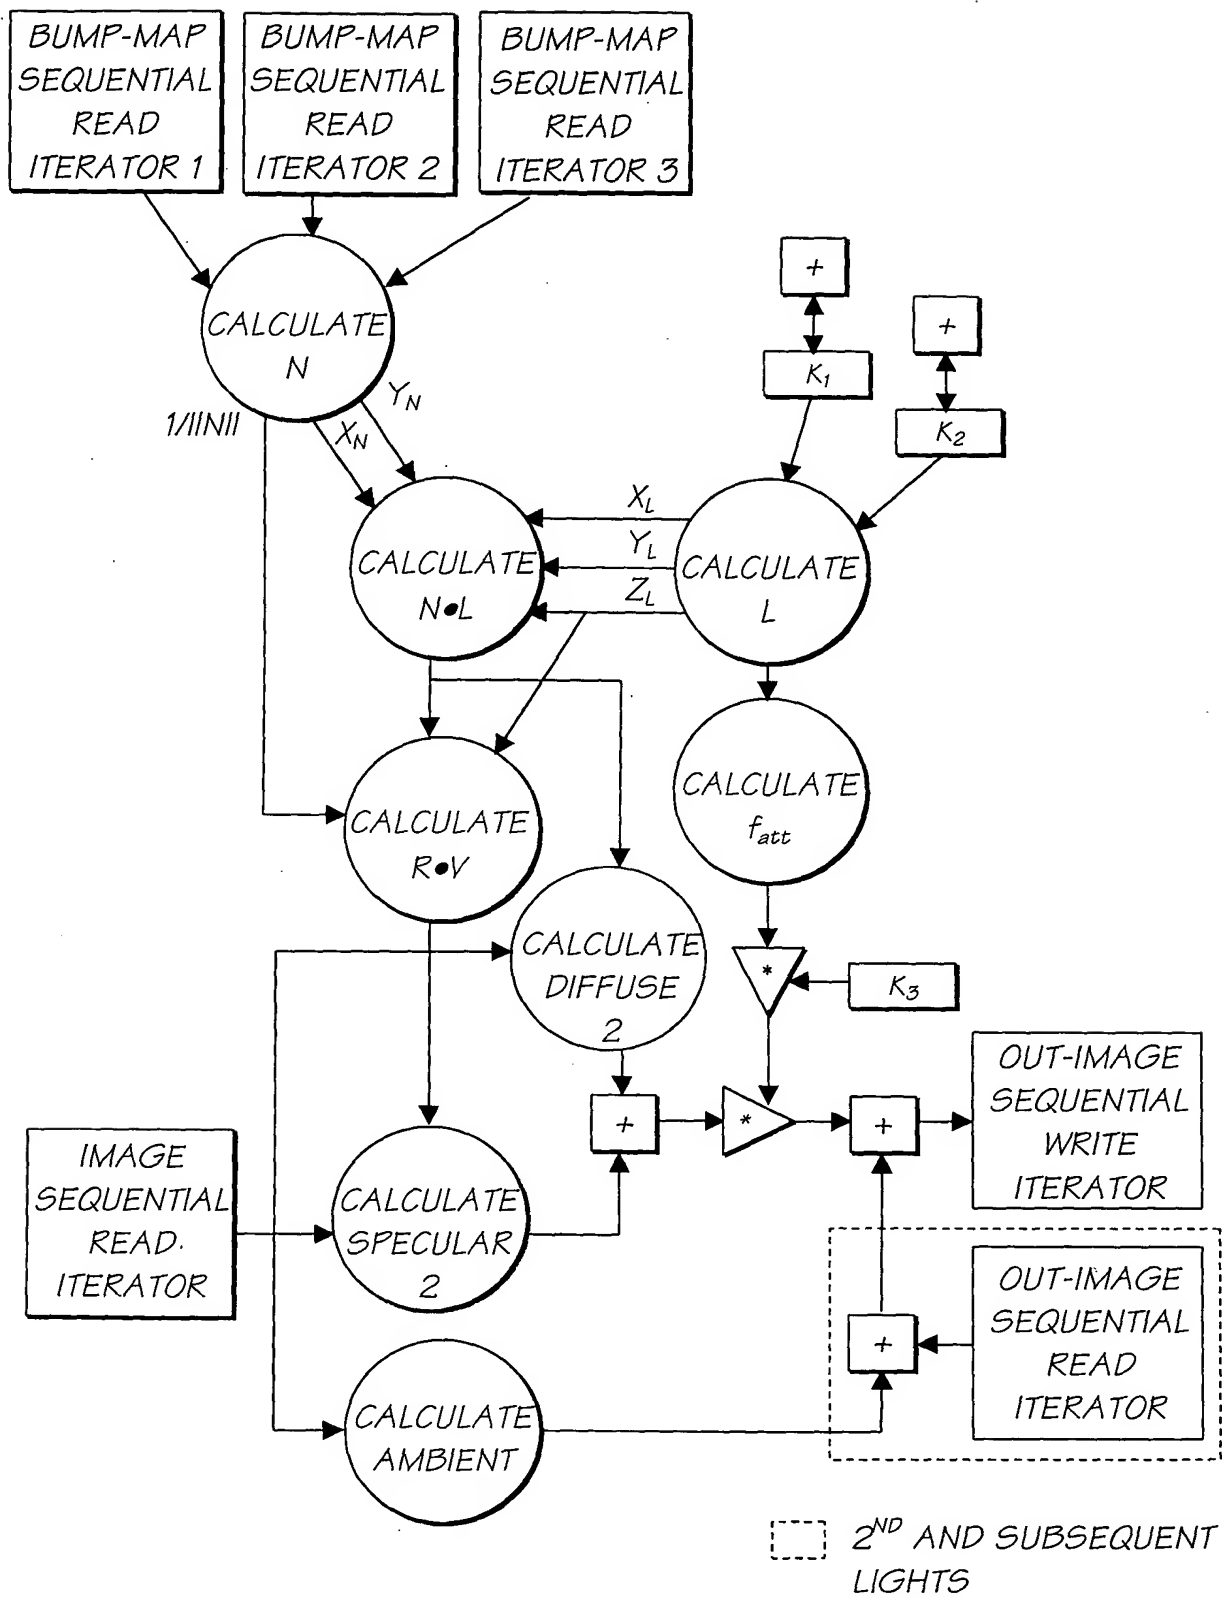 BUMP-MAP
SEQUENTIAL
READ
ITERATOR 1
BUMP-MAP
SEQUENTIAL
READ
ITERATOR 2
BUMP-MAP
SEQUENTIAL
READ
ITERATOR 3
+
+
CALCULATE
N
K1
K2
1/||N||
XN
YN
XL
YL
ZL
CALCULATE
N•L
CALCULATE
L
CALCULATE
R•V
CALCULATE
fatt
CALCULATE
DIFFUSE
2
*
K3
IMAGE
SEQUENTIAL
READ.
ITERATOR
CALCULATE
SPECULAR
2
+
*
+
OUT-IMAGE
SEQUENTIAL
WRITE
ITERATOR
+
OUT-IMAGE
SEQUENTIAL
READ
ITERATOR
CALCULATE
AMBIENT
2ND AND SUBSEQUENT
LIGHTS